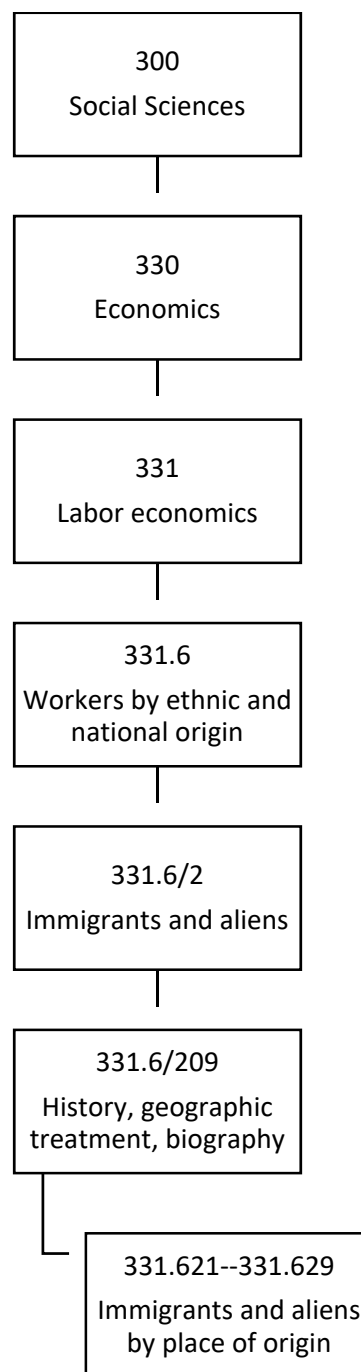 300
Social Sciences
330
Economics
331
Labor economics
331.6
Workers by ethnic and
national origin
331.6/2
Immigrants and aliens
331.6/209
History, geographic
treatment, biography
331.621--331.629
Immigrants and aliens
by place of origin